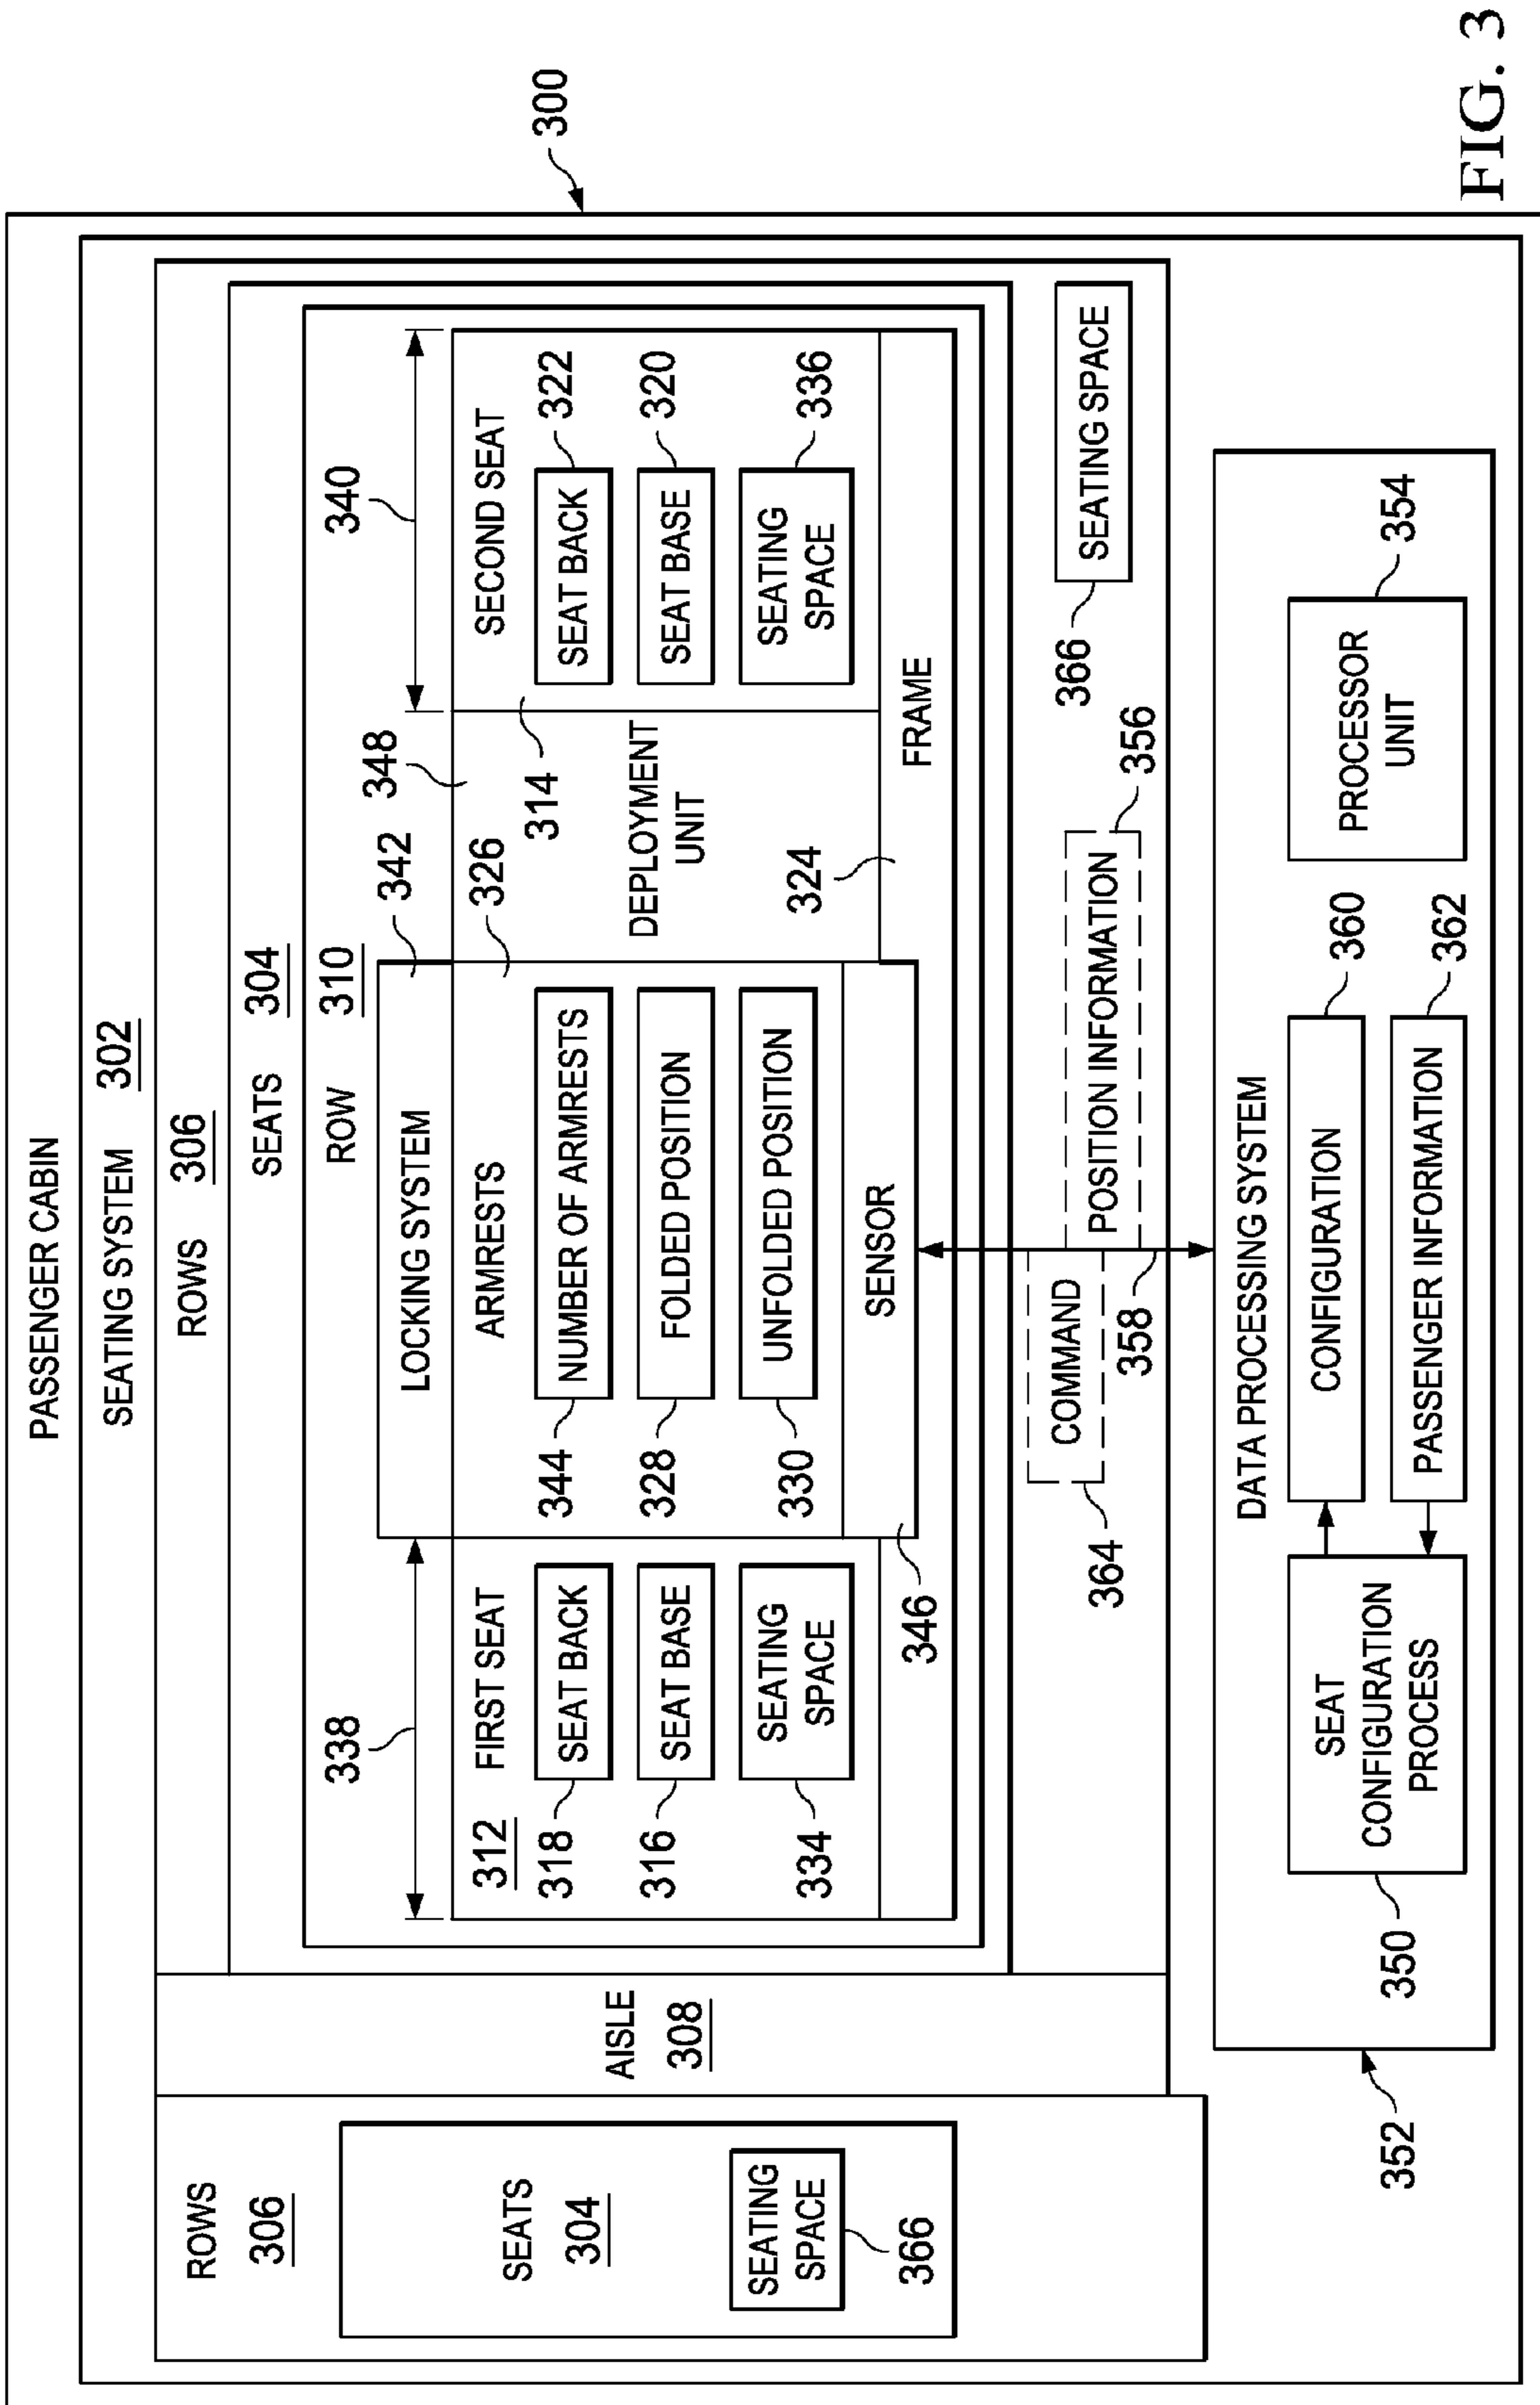 PASSENGER CABIN
300
SEATING SYSTEM
302
ROWS
306
ROWS
306
SEATS
304
SEATS
304
SEATING
SPACE
366
AISLE
308
ROW
310
338
340
LOCKING SYSTEM
342
348
FIRST SEAT
312
SEAT BACK
318
SEAT BASE
316
SEATING
SPACE
334
ARMRESTS
326
NUMBER OF ARMRESTS
344
FOLDED POSITION
328
UNFOLDED POSITION
330
SENSOR
346
DEPLOYMENT
UNIT
314
SECOND SEAT
SEAT BACK
322
SEAT BASE
320
SEATING
SPACE
336
324
FRAME
COMMAND
364
358
POSITION INFORMATION
356
SEATING SPACE
366
DATA PROCESSING SYSTEM
352
SEAT
CONFIGURATION
PROCESS
350
CONFIGURATION
360
PASSENGER INFORMATION
362
PROCESSOR
UNIT
354
FIG. 3